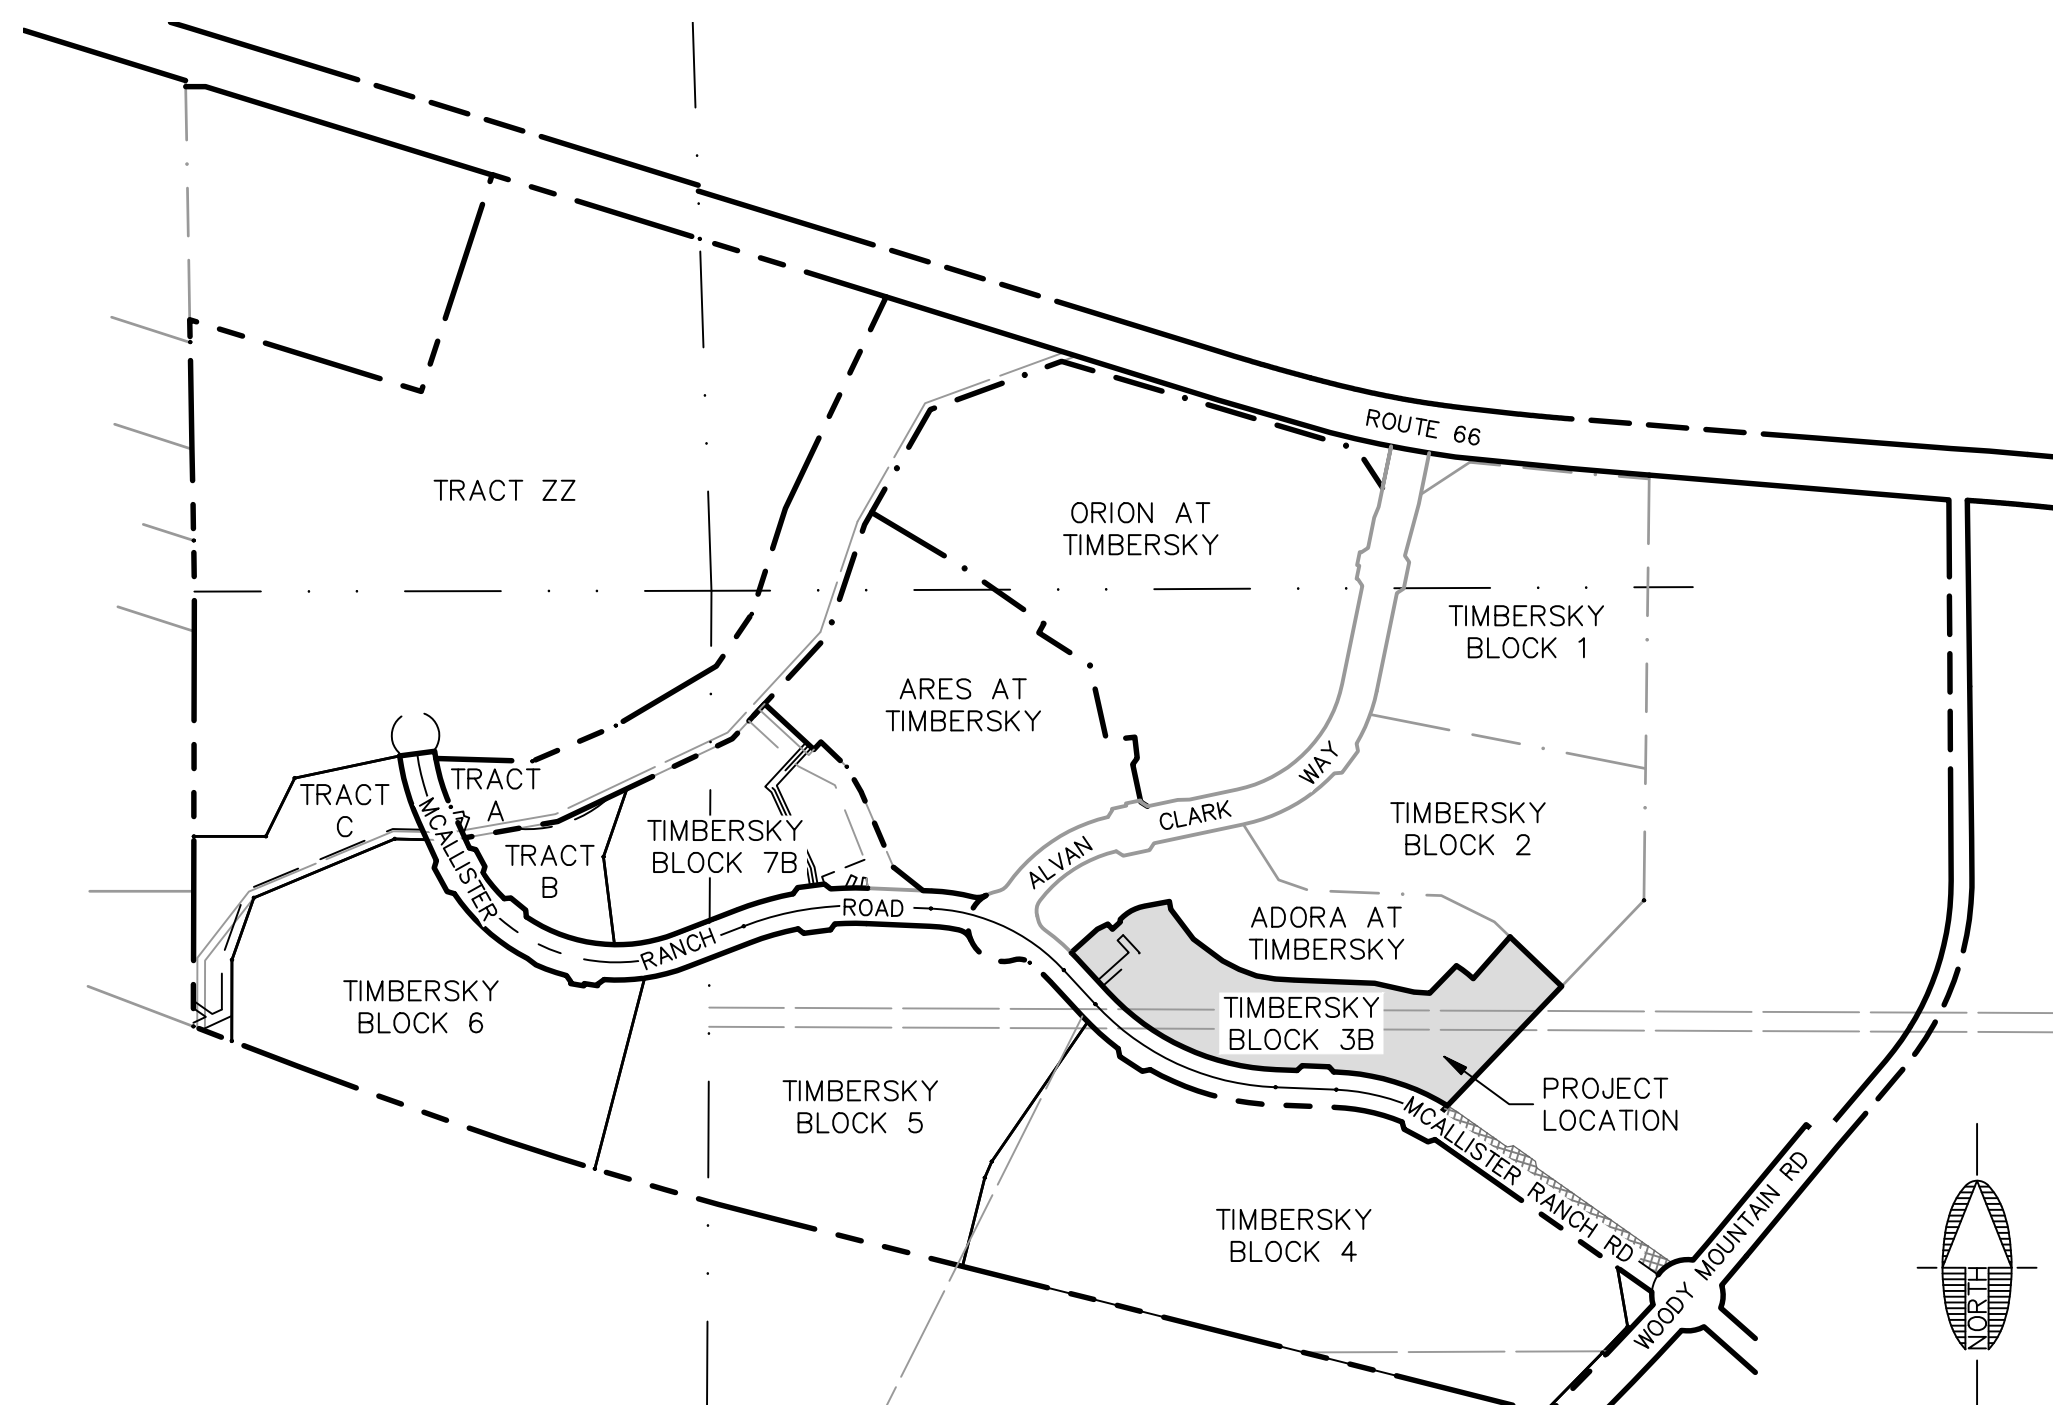 ROUTE 66
TRACT ZZ
ORION AT
TIMBERSKY
TIMBERSKY
BLOCK 1
ARES AT
TIMBERSKY
WAY
TRACT
A
TRACT
C
CLARK
TIMBERSKY
BLOCK 2
TIMBERSKY
BLOCK 7B
ALVAN
TRACT
B
MCALLISTER
ROAD
RANCH
ADORA AT
TIMBERSKY
TIMBERSKY
BLOCK 6
TIMBERSKY
BLOCK 3B
TIMBERSKY
BLOCK 5
PROJECT
LOCATION
MCALLISTER RANCH RD
TIMBERSKY
BLOCK 4
WOODY MOUNTAIN RD
NORTH